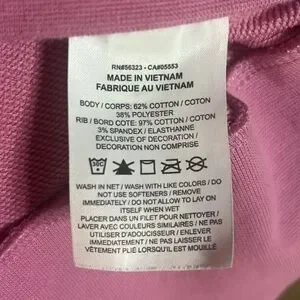 RN#56323 - CA#05553
MADE IN VIETNAM
FABRIQUE AU VIETNAM
BODY / CORPS: 62% COTTON / COTON
38% POLYESTER
RIB / BORD COTE: 97% COTTON / COTON
3% SPANDEX / ELASTHANNE
EXCLUSIVE OF DECORATION /
DECORATION NON COMPRISE
WASH IN NET / WASH WITH LIKE COLORS / DO
NOT USE SOFTENERS / REMOVE
IMMEDIATELY / DO NOT ALLOW TO LAY ON
ITSELF WHEN WET
PLACER DANS UN FILET POUR NETTOYER /
LAVER AVEC COULEURS SIMILAIRES / NE PAS
UTILISER D'ADOUCISSEUR / ENLEVER
IMMEDIATEMENT / NE PAS LAISSER LE
VÊTEMENT PLIÉ LORSQU'IL EST MOUILLÉ